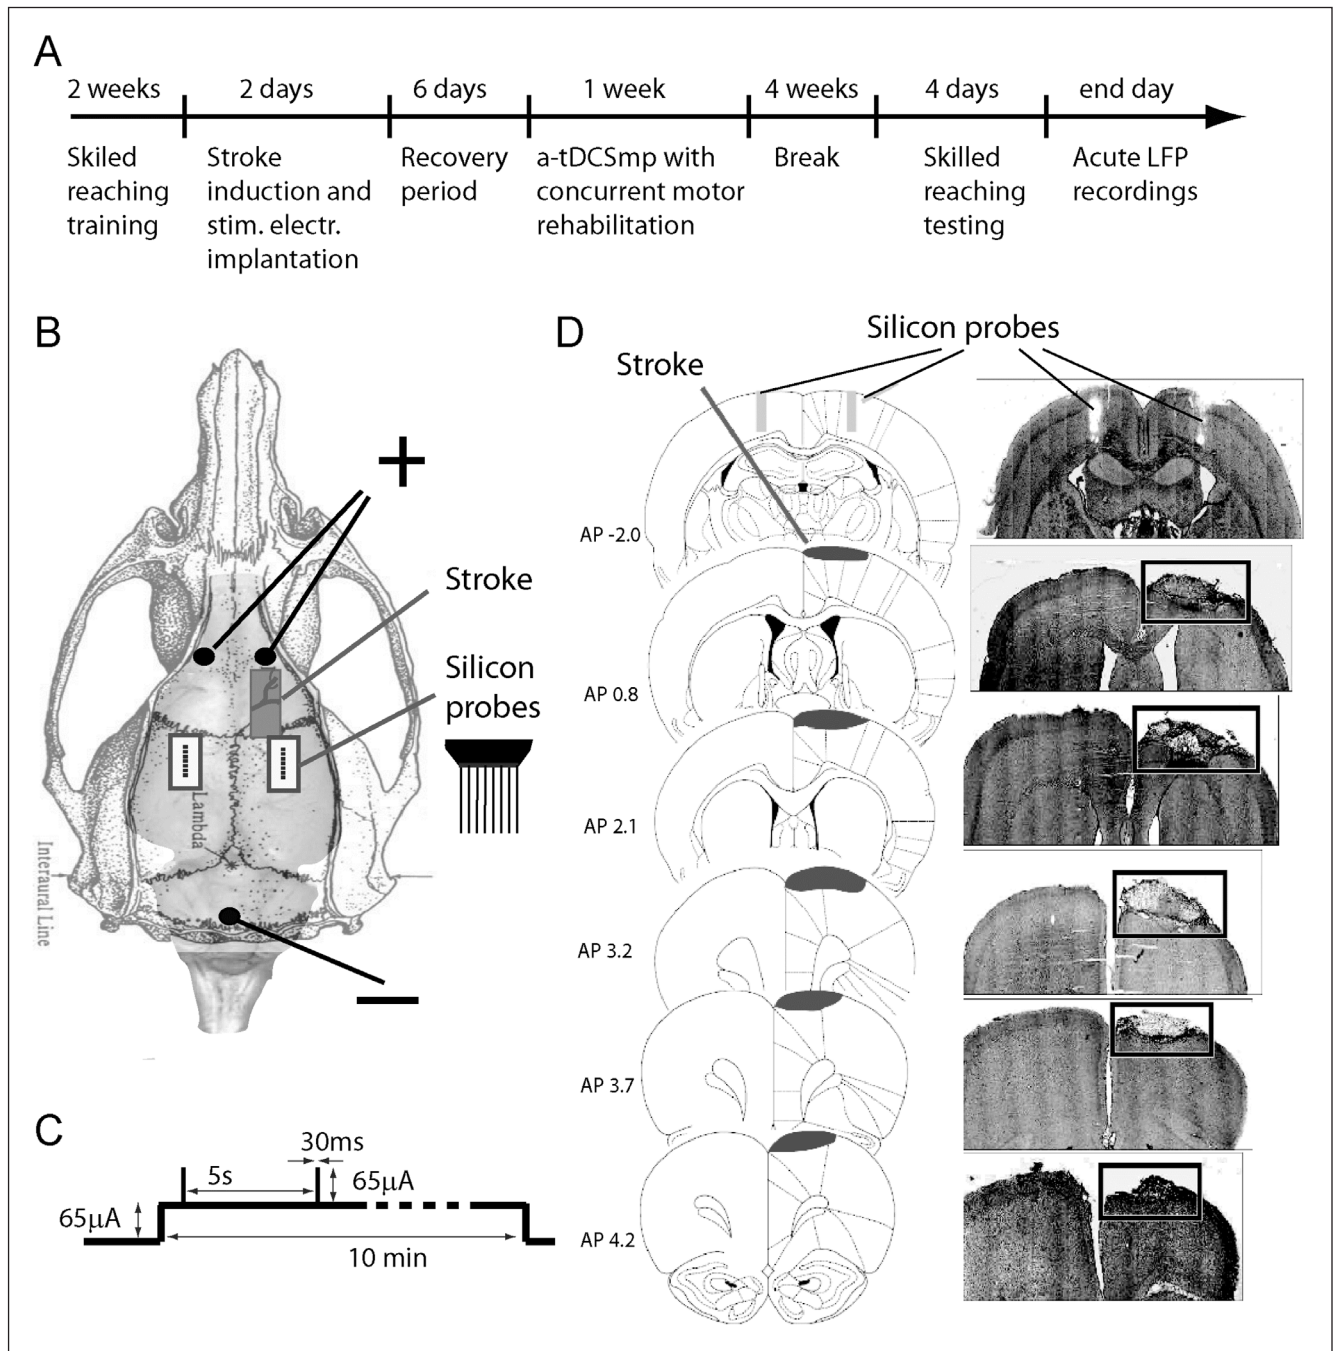 A
2 weeks 2 days 6 days 1 week 4 weeks 4 days end day
Skiled
reaching
training
Stroke
induction and
stim. electr.
implantation
Recovery
period
a-tDCSmp with
concurrent motor
rehabilitation
Break
Skilled
reaching
testing
Acute LFP
recordings
B
+
Stroke
Silicon
probes
Lambda
Interaural Line
—
C
30ms
5s
65µA
65µA
10 min
D
Silicon probes
Stroke
AP -2.0
AP 0.8
AP 2.1
AP 3.2
AP 3.7
AP 4.2